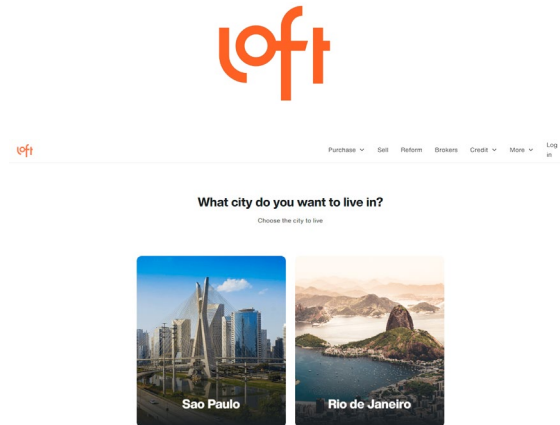 loft
loft
Purchase Sell Reform Brokers Credit More Log in
What city do you want to live in?
Choose the city to live
Sao Paulo
Rio de Janeiro